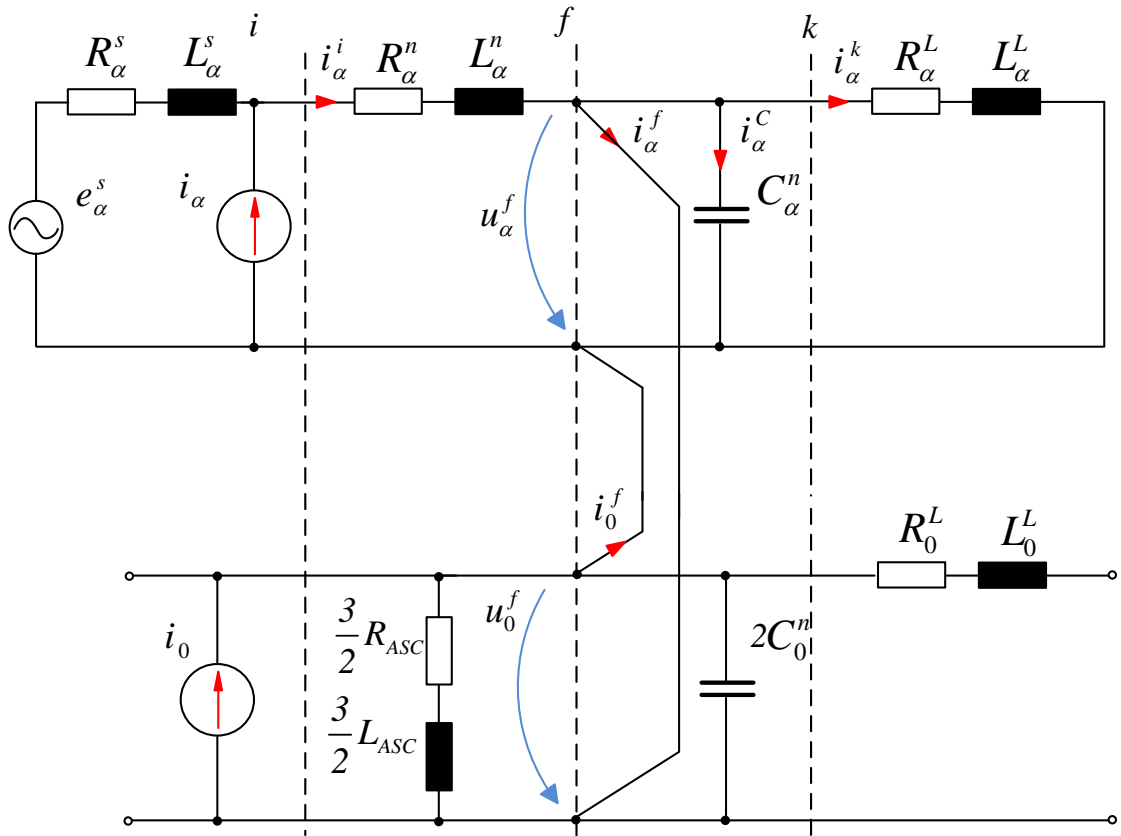 i
f
k
R_α^s
L_α^s
i_α^i
R_α^n
L_α^n
i_α^k
R_α^L
L_α^L
i_α^f
i_α^C
e_α^s
i_α
u_α^f
C_α^n
i_0^f
R_0^L
L_0^L
i_0
3/2 R_ASC
u_0^f
2C_0^n
3/2 L_ASC